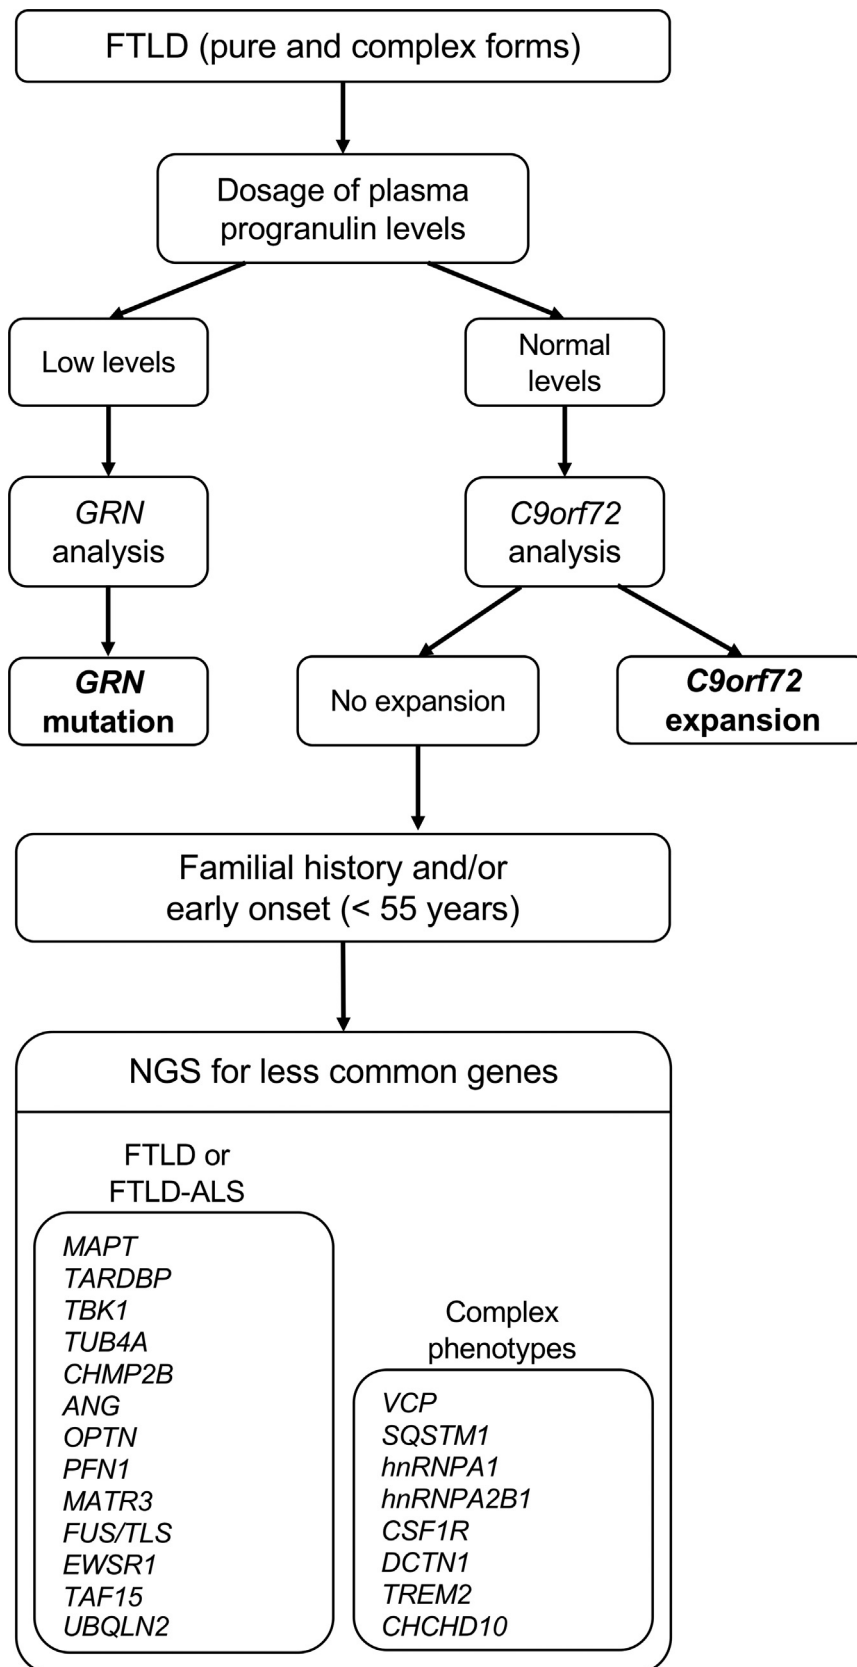 FTLD (pure and complex forms)
Dosage of plasma
progranulin levels
Low levels
Normal
levels
GRN
analysis
C9orf72
analysis
GRN
mutation
No expansion
C9orf72
expansion
Familial history and/or
early onset (< 55 years)
NGS for less common genes
FTLD or
FTLD-ALS
MAPT
TARDBP
TBK1
TUB4A
CHMP2B
ANG
OPTN
PFN1
MATR3
FUS/TLS
EWSR1
TAF15
UBQLN2
Complex
phenotypes
VCP
SQSTM1
hnRNPA1
hnRNPA2B1
CSF1R
DCTN1
TREM2
CHCHD10